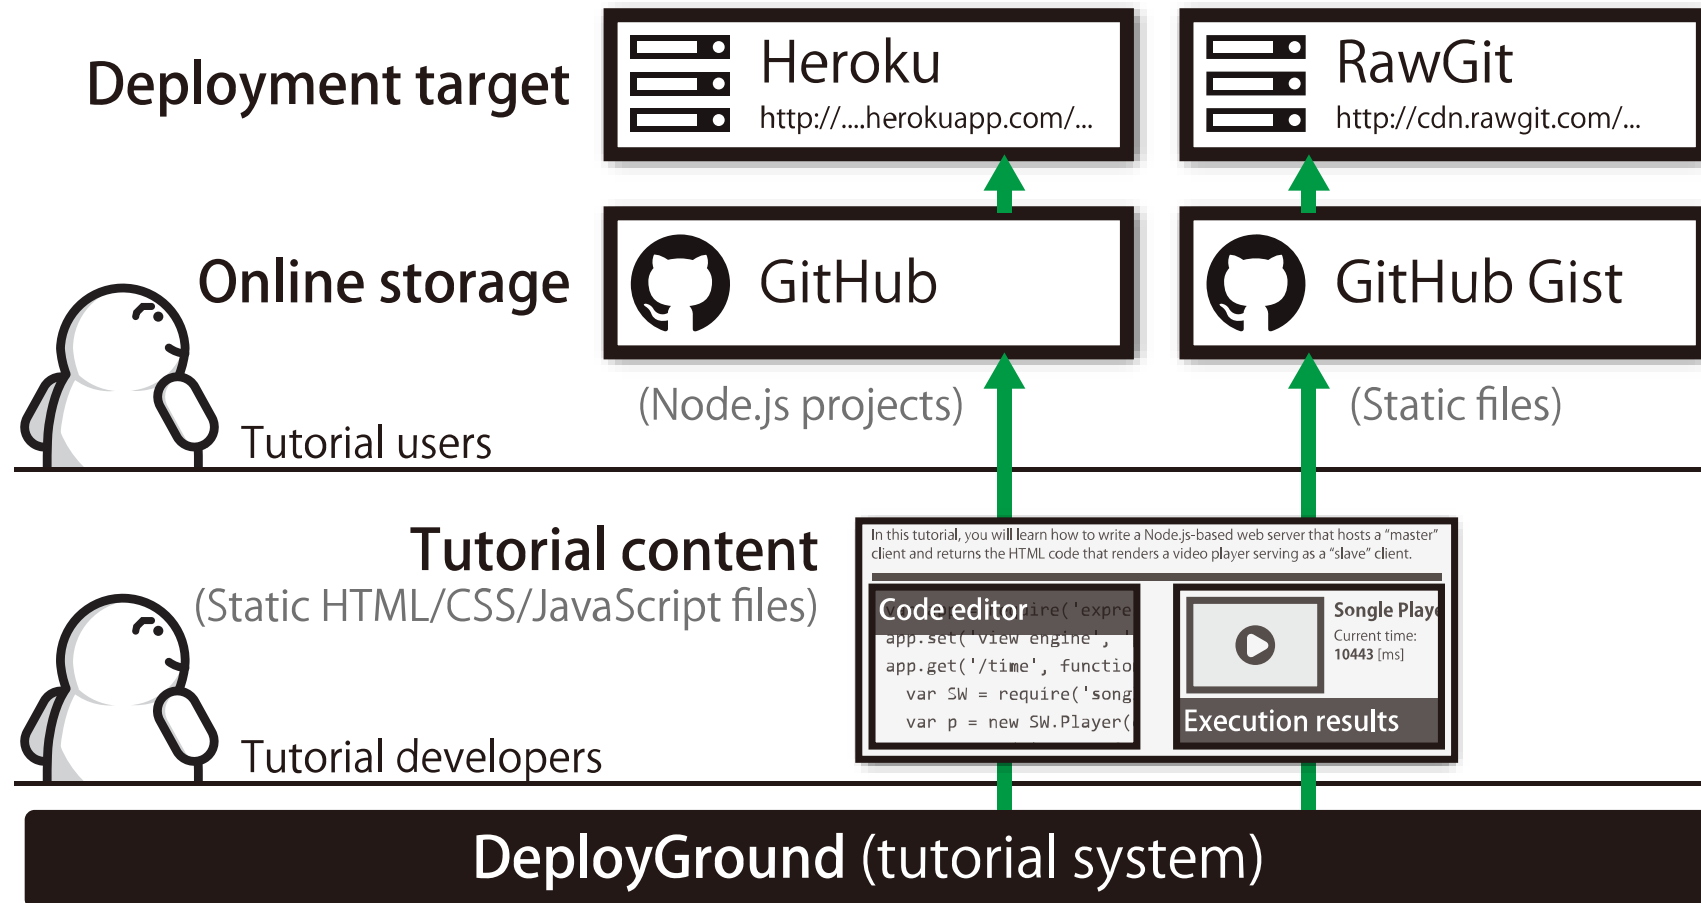 Deployment target
Heroku
http://....herokuapp.com/...
RawGit
http://cdn.rawgit.com/...
Online storage
GitHub
GitHub Gist
(Node.js projects)
(Static files)
Tutorial users
Tutorial content
(Static HTML/CSS/JavaScript files)
In this tutorial, you will learn how to write a Node.js-based web server that hosts a “master”
client and returns the HTML code that renders a video player serving as a “slave” client.
Code editor
app.set('view engine', '
app.get('/time', functio
var SW = require('song
var p = new SW.Player(
Songle Playe
Current time:
10443 [ms]
Execution results
Tutorial developers
DeployGround (tutorial system)